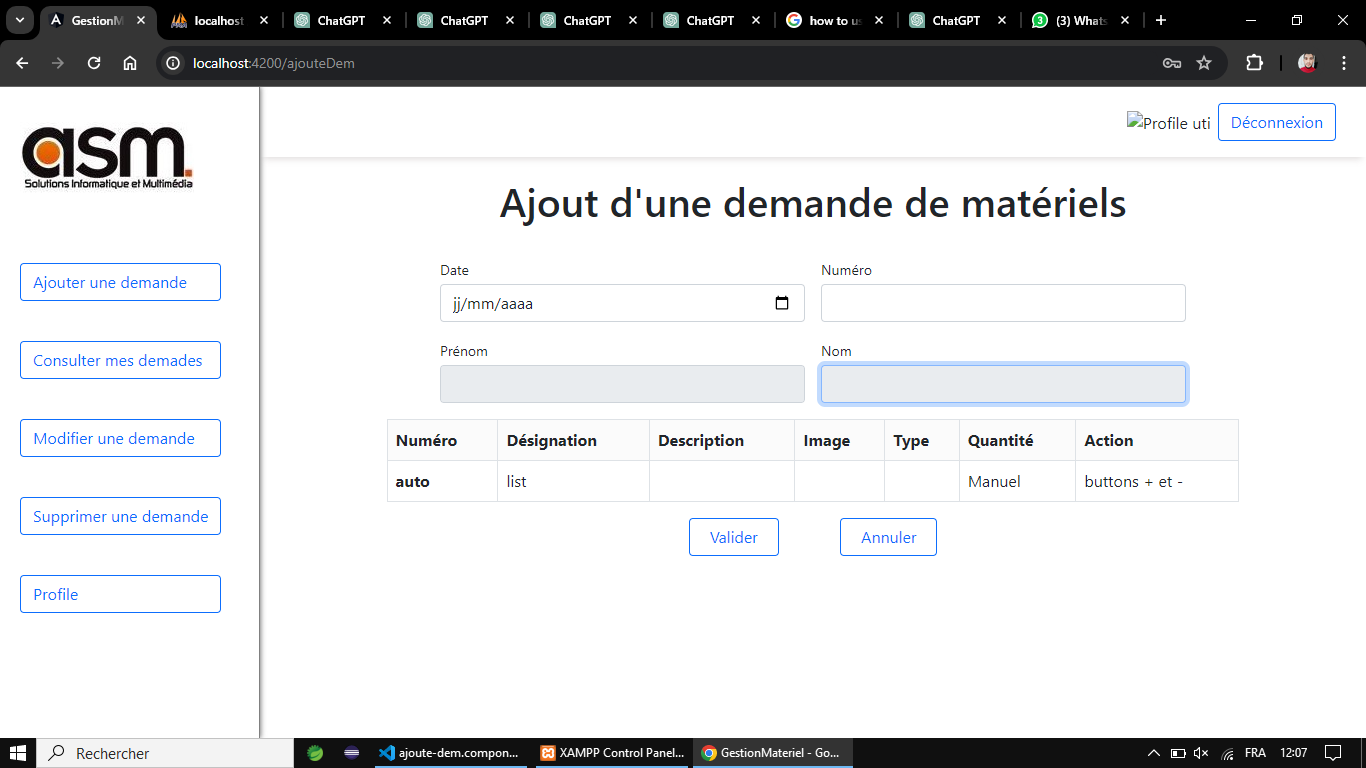 GestionM
localhost
ChatGPT
ChatGPT
ChatGPT
ChatGPT
how to us
ChatGPT
3
(3) Whats
localhost:4200/ajouteDem
asm.
Solutions Informatique et Multimédia
Profile uti
Déconnexion
Ajouter une demande
Consulter mes demades
Modifier une demande
Supprimer une demande
Profile
Ajout d'une demande de matériels
Date
Numéro
jj/mm/aaaa
Prénom
Nom
Numéro Désignation Description Image Type Quantité Action
auto list Manuel buttons + et -
Valider
Annuler
Rechercher
ajoute-dem.compon...
XAMPP Control Panel...
GestionMateriel - Go...
FRA
12:07